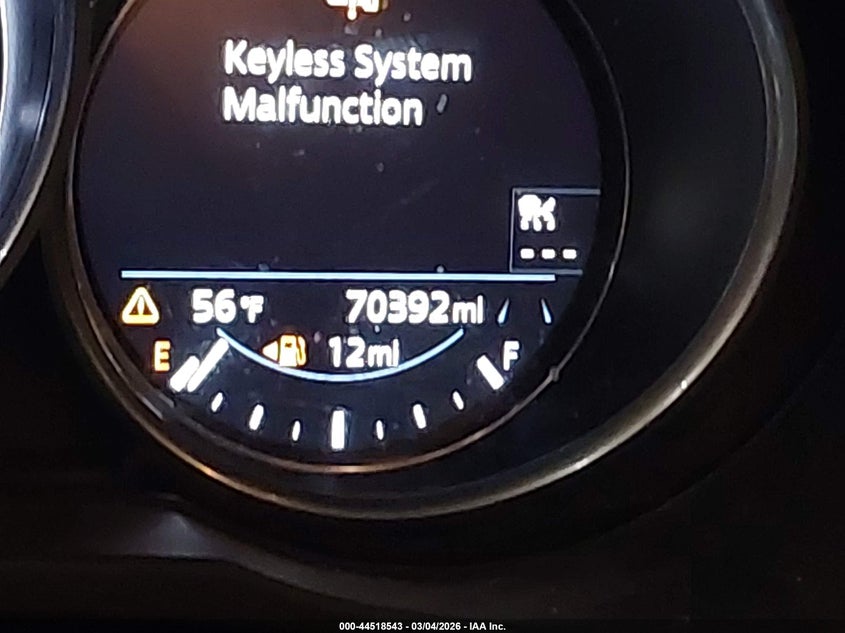 Keyless System
Malfunction
---
56°F 70392mi
E 12mi F
000-44518543 - 03/04/2026 - IAA Inc.